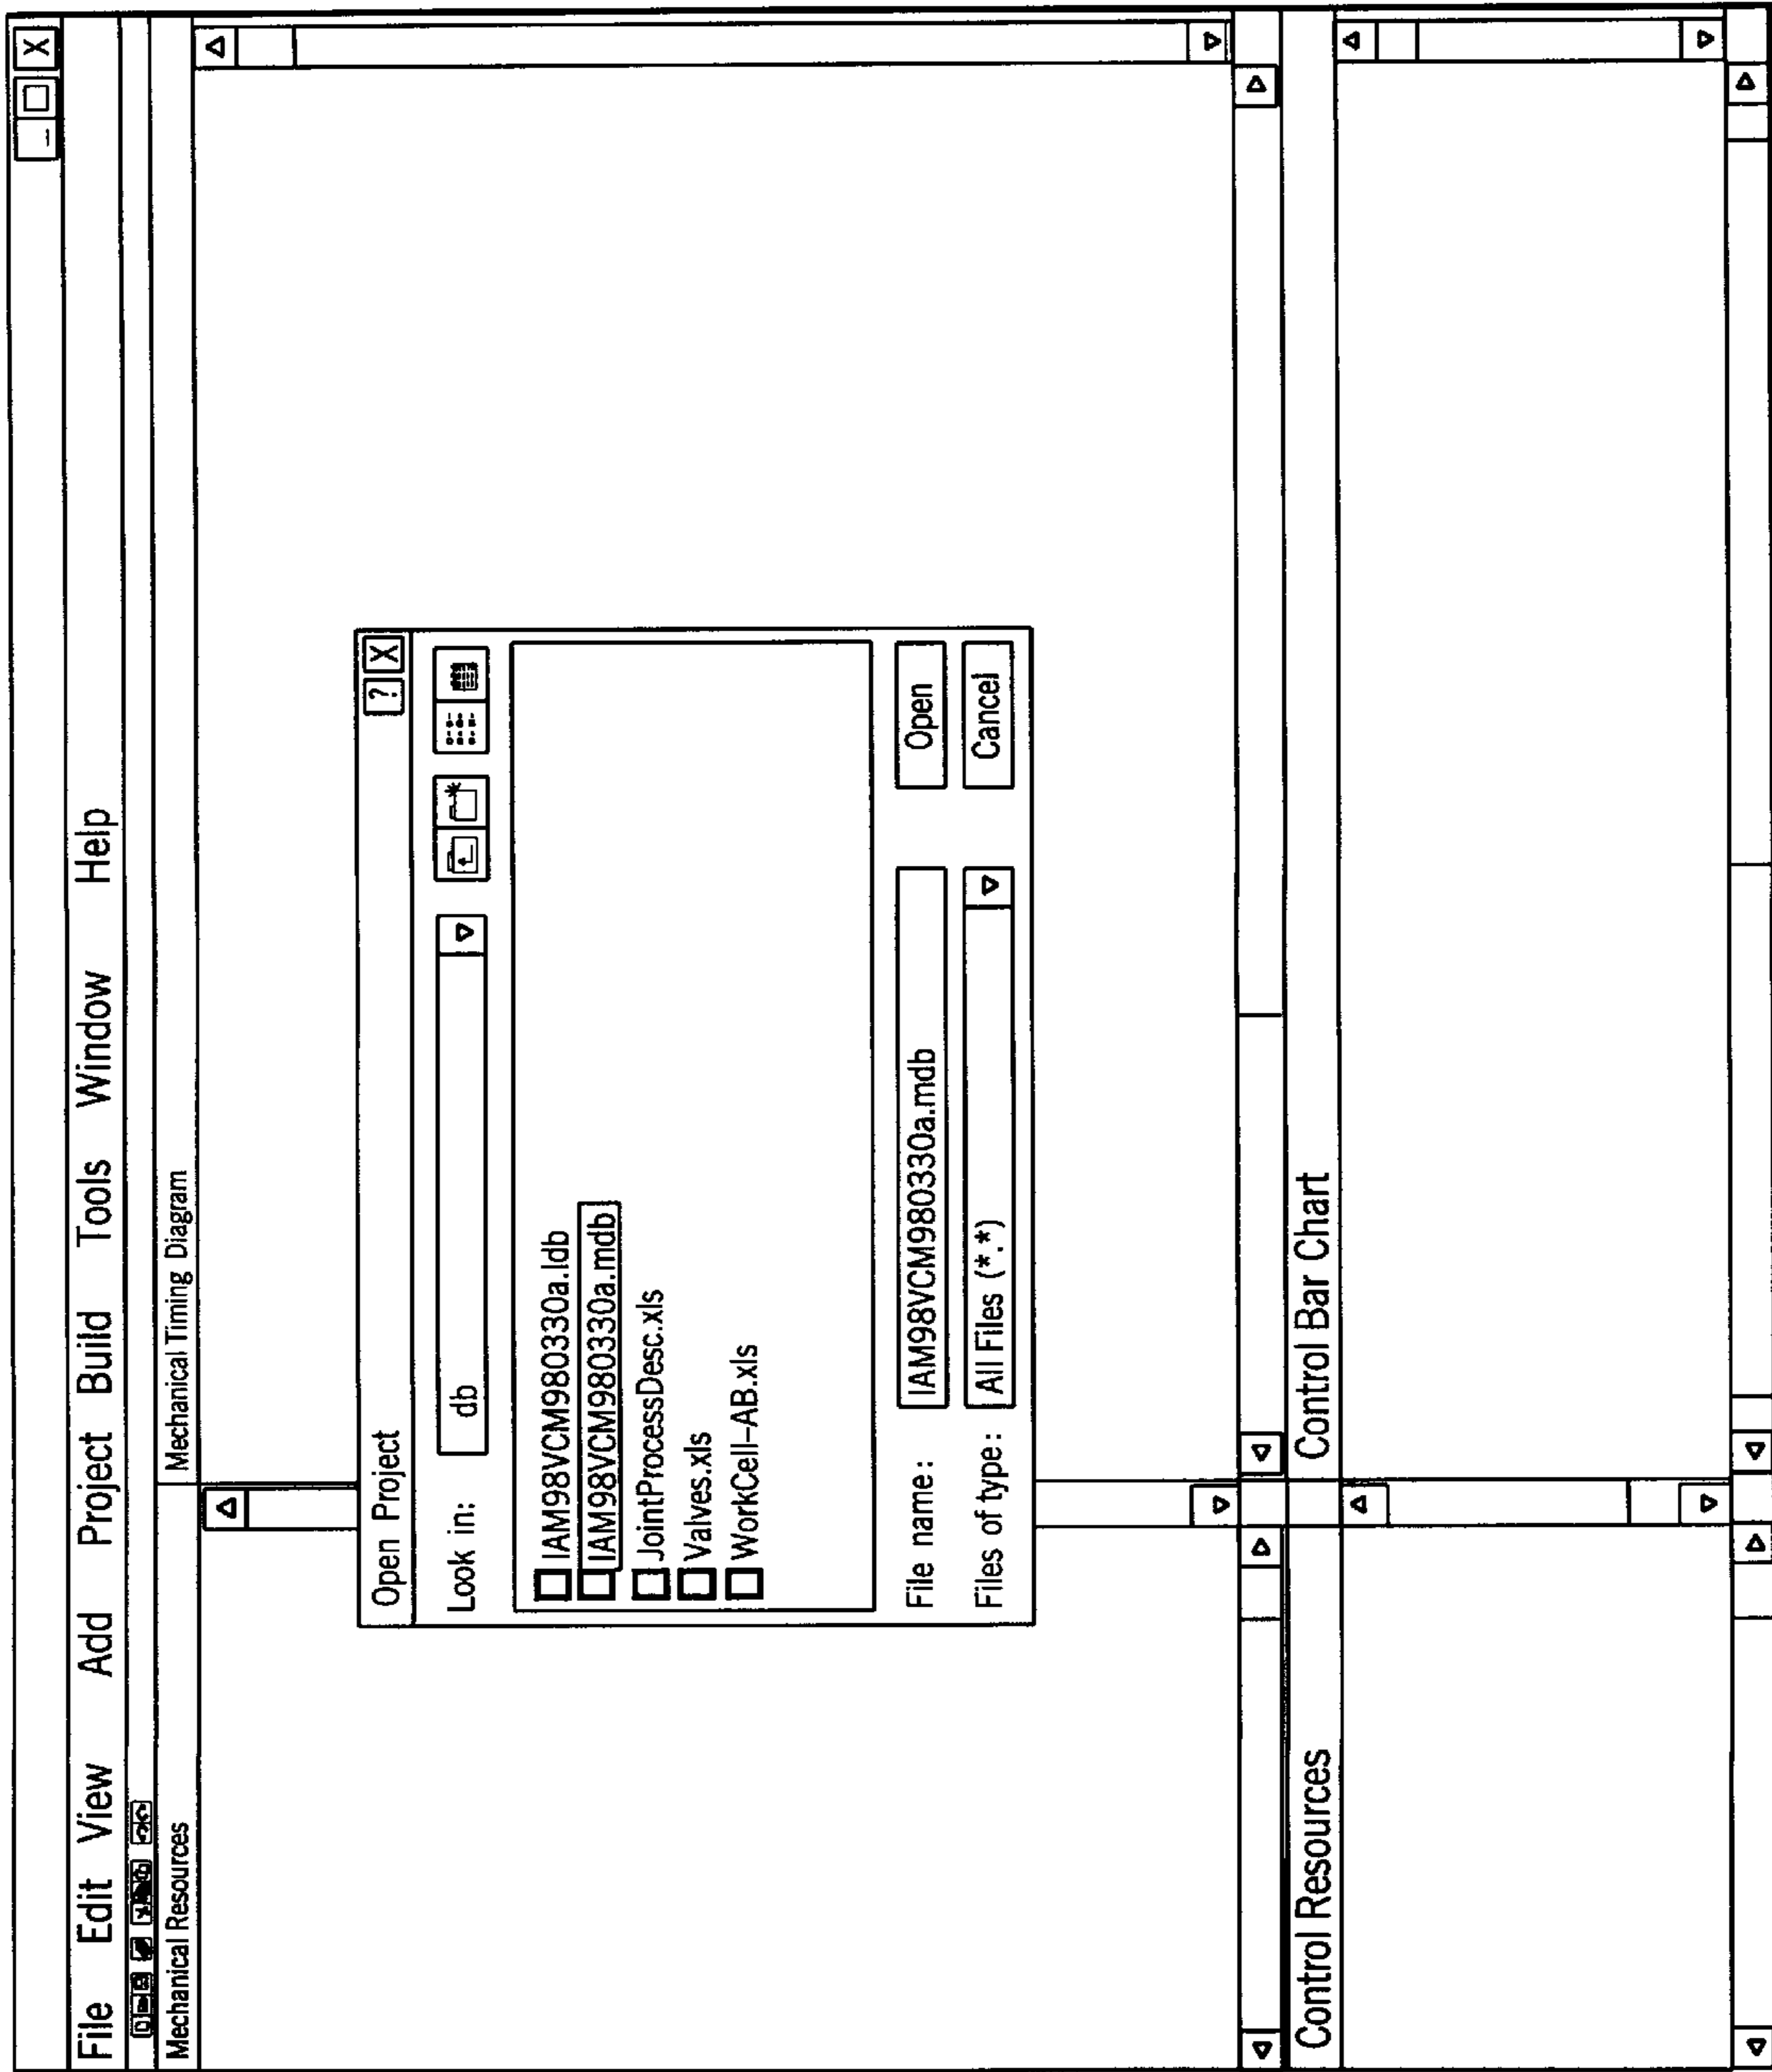 File Edit View Add Project Build Tools Window Help
Mechanical Resources
Mechanical Timing Diagram
Open Project
? X
Look in: db
IAM98VCM980330a.ldb
IAM98VCM980330a.mdb
JointProcessDesc.xls
Valves.xls
WorkCell-AB.xls
File name: IAM98VCM980330a.mdb Open
Files of type: All Files (*.*) Cancel
Control Resources
Control Bar Chart